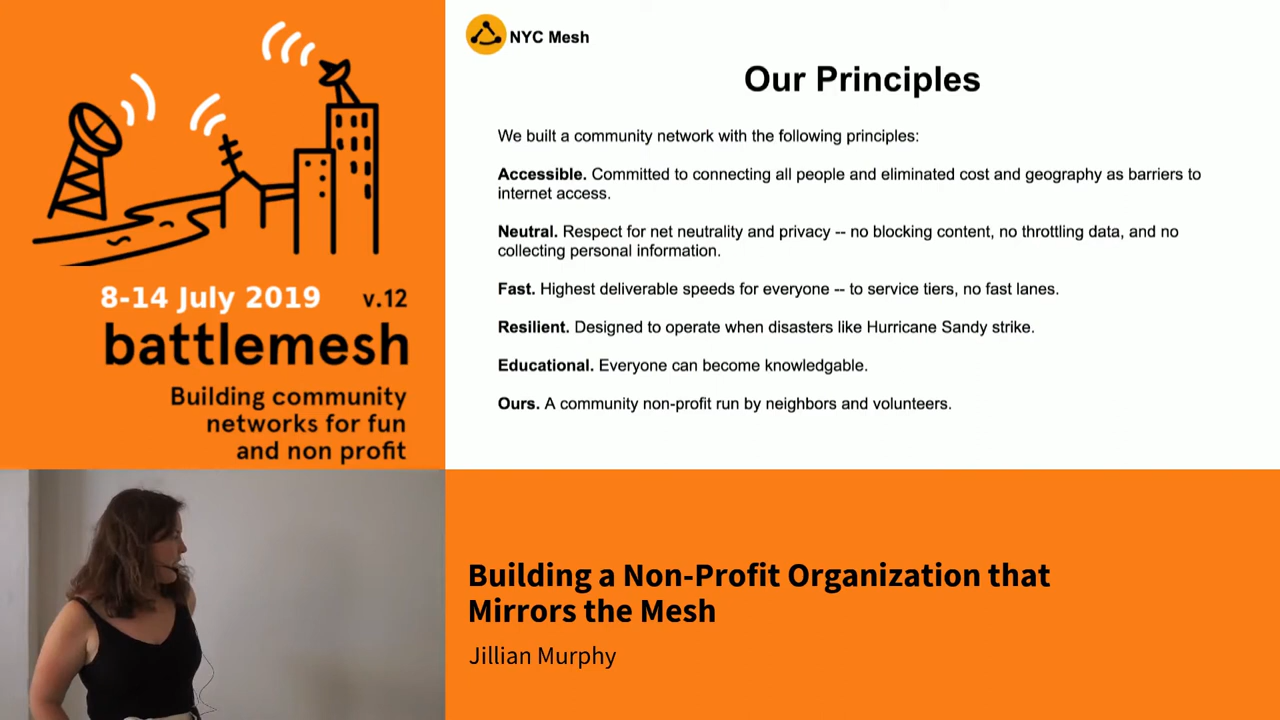 8-14 July 2019 v.12
battlemesh
Building community
networks for fun
and non profit
NYC Mesh
Our Principles
We built a community network with the following principles:
Accessible. Committed to connecting all people and eliminated cost and geography as barriers to
internet access.
Neutral. Respect for net neutrality and privacy -- no blocking content, no throttling data, and no
collecting personal information.
Fast. Highest deliverable speeds for everyone -- to service tiers, no fast lanes.
Resilient. Designed to operate when disasters like Hurricane Sandy strike.
Educational. Everyone can become knowledgable.
Ours. A community non-profit run by neighbors and volunteers.
Building a Non-Profit Organization that
Mirrors the Mesh
Jillian Murphy